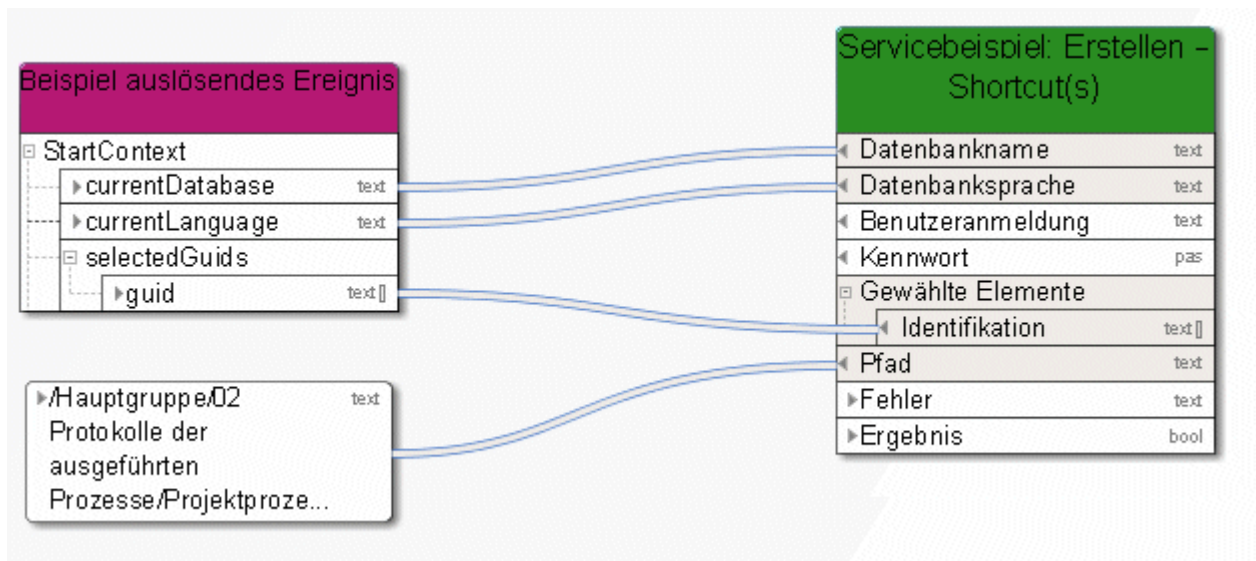 Beispiel auslösendes Ereignis
StartContext
currentDatabase text
currentLanguage text
selectedGuids
guid text[]
/Hauptgruppe/02 text
Protokolle der
ausgeführten
Prozesse/Projektproze...
Servicebeispiel: Erstellen –
Shortcut(s)
Datenbankname text
Datenbanksprache text
Benutzeranmeldung text
Kennwort pas
Gewählte Elemente
Identifikation text[]
Pfad text
Fehler text
Ergebnis bool